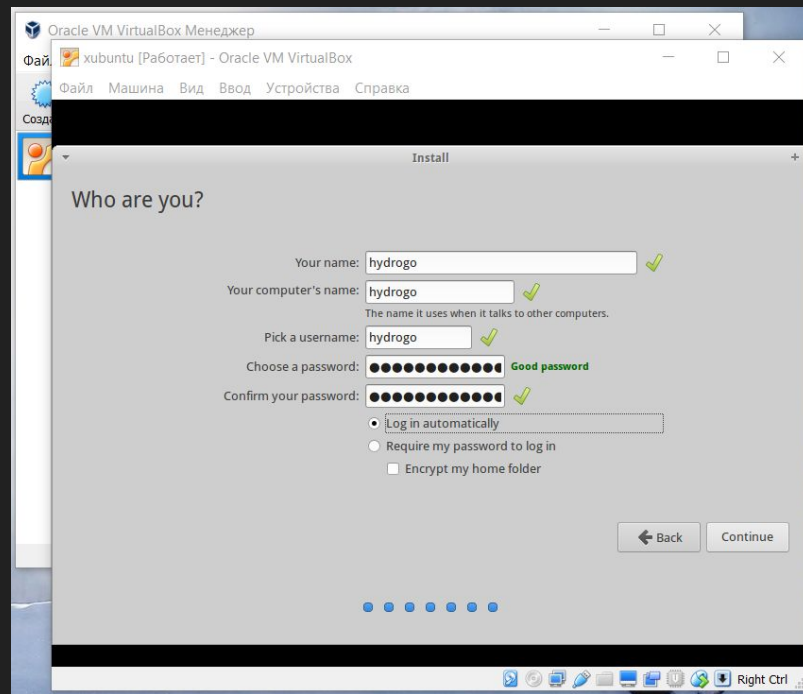 Oracle VM VirtualBox Менеджер
Фай
xubuntu [Работает] - Oracle VM VirtualBox
Файл Машина Вид Ввод Устройства Справка
Созда
Install
Who are you?
Your name: hydrogo
Your computer's name: hydrogo
The name it uses when it talks to other computers.
Pick a username: hydrogo
Choose a password: ●●●●●●●●●●●● Good password
Confirm your password: ●●●●●●●●●●●●
Log in automatically
Require my password to log in
Encrypt my home folder
Back Continue
Right Ctrl